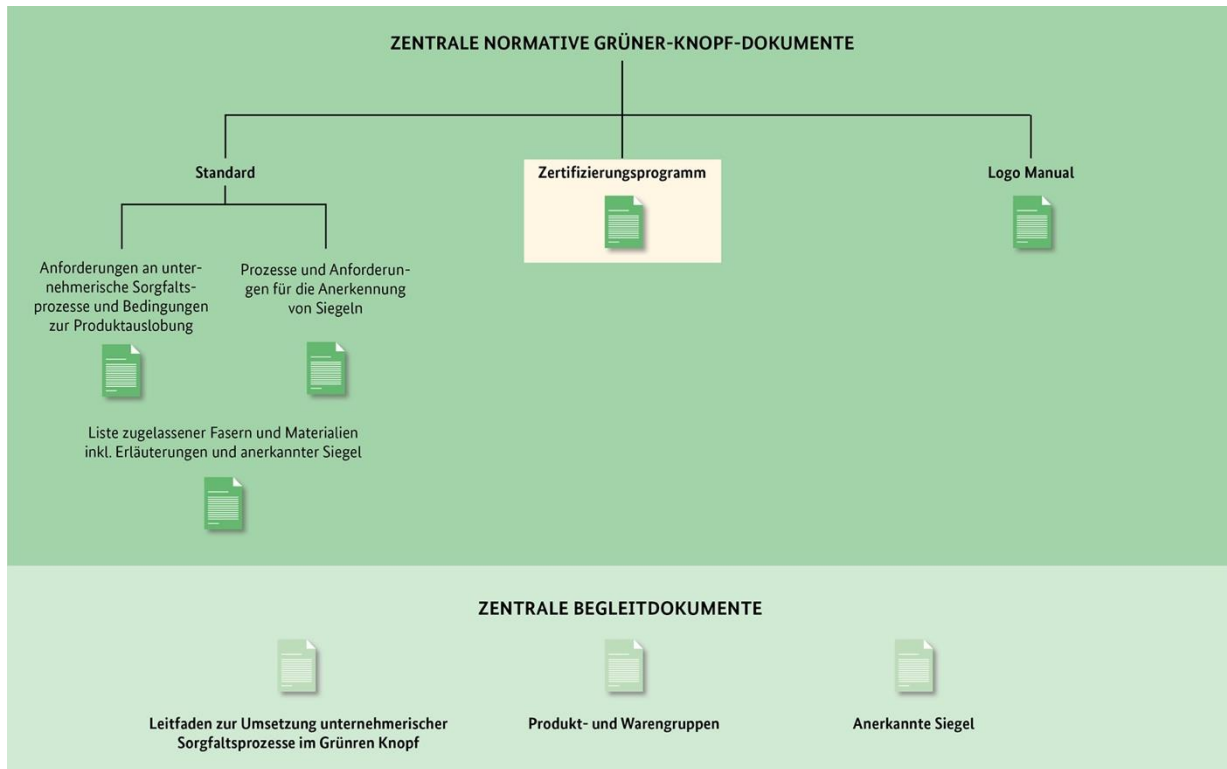 ZENTRALE NORMATIVE GRÜNER-KNOPF-DOKUMENTE
Standard
Zertifizierungsprogramm
Logo Manual
Anforderungen an unter-
nehmerische Sorgfalts-
prozesse und Bedingungen
zur Produktauslobung
Prozesse und Anforderun-
gen für die Anerkennung
von Siegeln
Liste zugelassener Fasern und Materialien
inkl. Erläuterungen und anerkannter Siegel
ZENTRALE BEGLEITDOKUMENTE
Leitfaden zur Umsetzung unternehmerischer
Sorgfaltsprozesse im Grünren Knopf
Produkt- und Warengruppen
Anerkannte Siegel